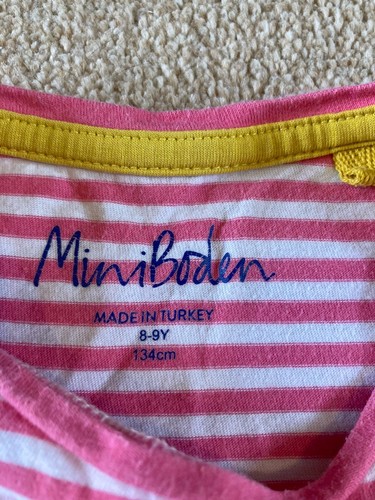 MiniBoden
MADE IN TURKEY
8-9Y
134cm